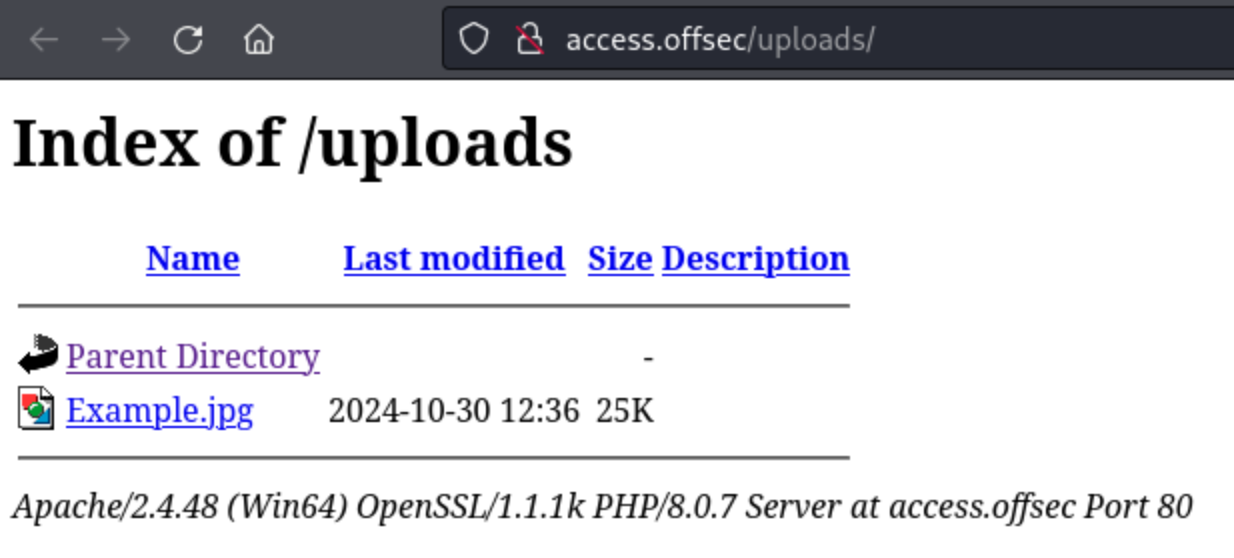 access.offsec/uploads/
Index of /uploads
Name Last modified Size Description
Parent Directory -
Example.jpg 2024-10-30 12:36 25K
Apache/2.4.48 (Win64) OpenSSL/1.1.1k PHP/8.0.7 Server at access.offsec Port 80